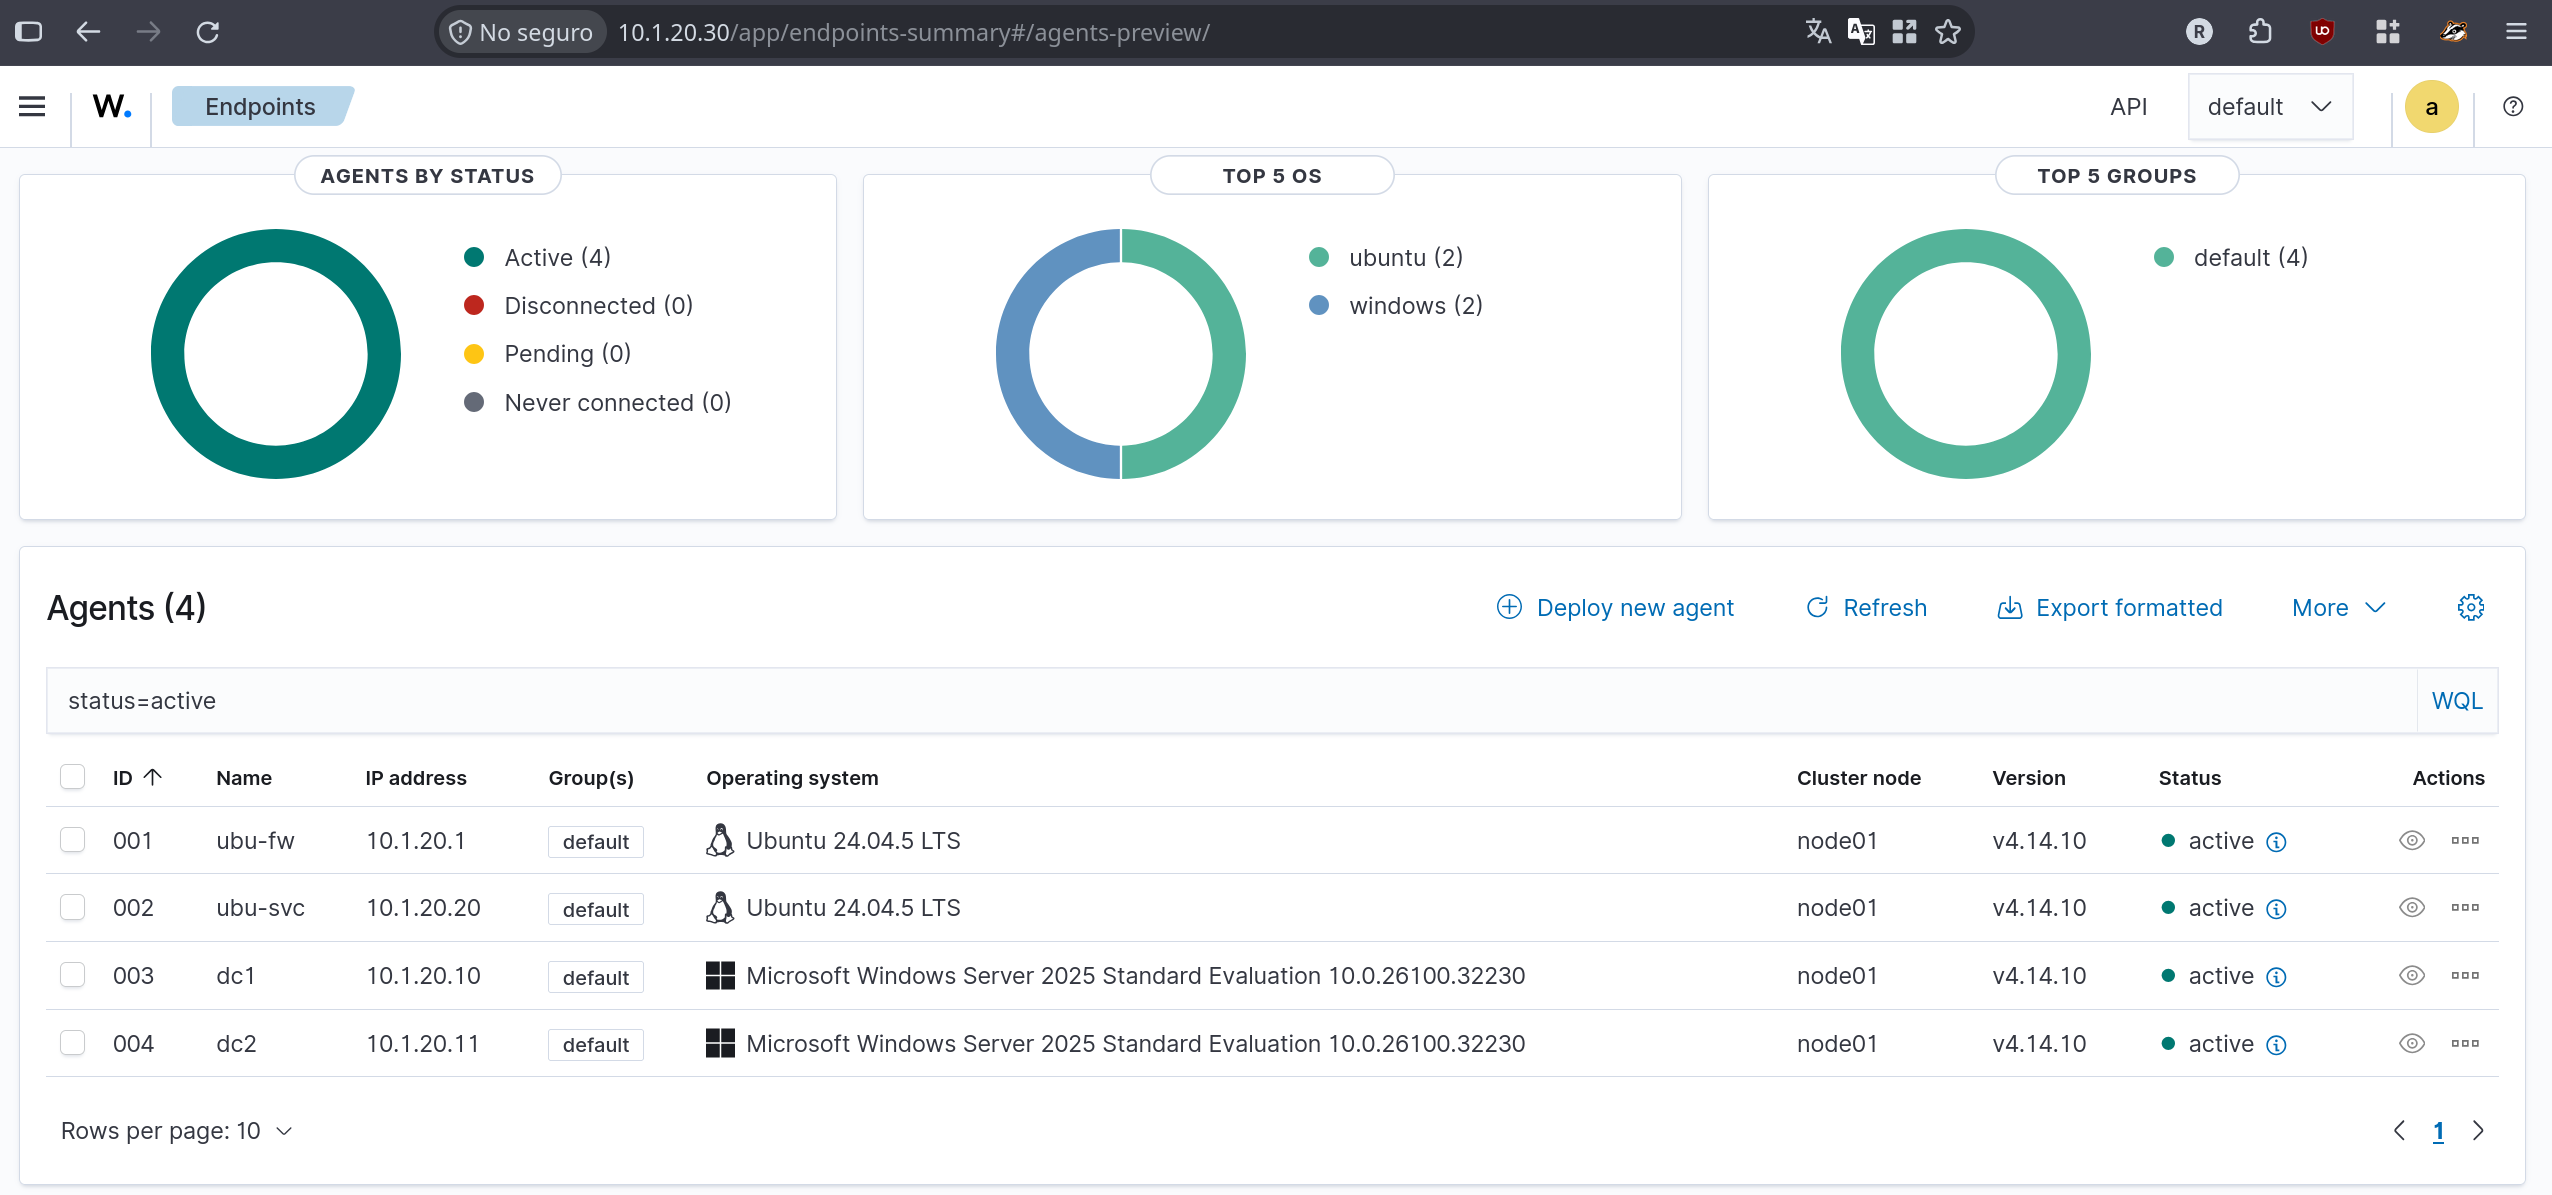 No seguro 10.1.20.30/app/endpoints-summary#/agents-preview/
R
W. Endpoints API default a
AGENTS BY STATUS
Active (4)
Disconnected (0)
Pending (0)
Never connected (0)
TOP 5 OS
ubuntu (2)
windows (2)
TOP 5 GROUPS
default (4)
Agents (4) Deploy new agent Refresh Export formatted More
status=active WQL
ID Name IP address Group(s) Operating system Cluster node Version Status Actions
001 ubu-fw 10.1.20.1 default Ubuntu 24.04.5 LTS node01 v4.14.10 active
002 ubu-svc 10.1.20.20 default Ubuntu 24.04.5 LTS node01 v4.14.10 active
003 dc1 10.1.20.10 default Microsoft Windows Server 2025 Standard Evaluation 10.0.26100.32230 node01 v4.14.10 active
004 dc2 10.1.20.11 default Microsoft Windows Server 2025 Standard Evaluation 10.0.26100.32230 node01 v4.14.10 active
Rows per page: 10 1